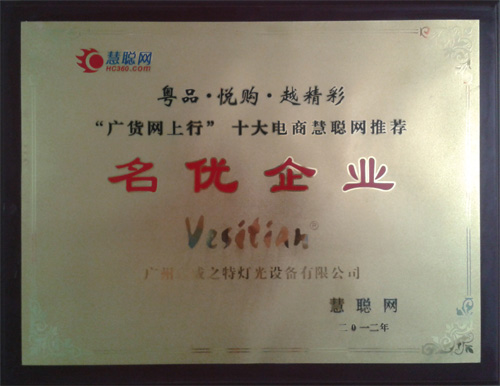 慧聪网
HC360.COM
粤品·悦购·越精彩
“广货网上行” 十大电商慧聪网推荐
名优企业
Vesitian®
广州 之特灯光设备有限公司
慧聪网
二0一二年